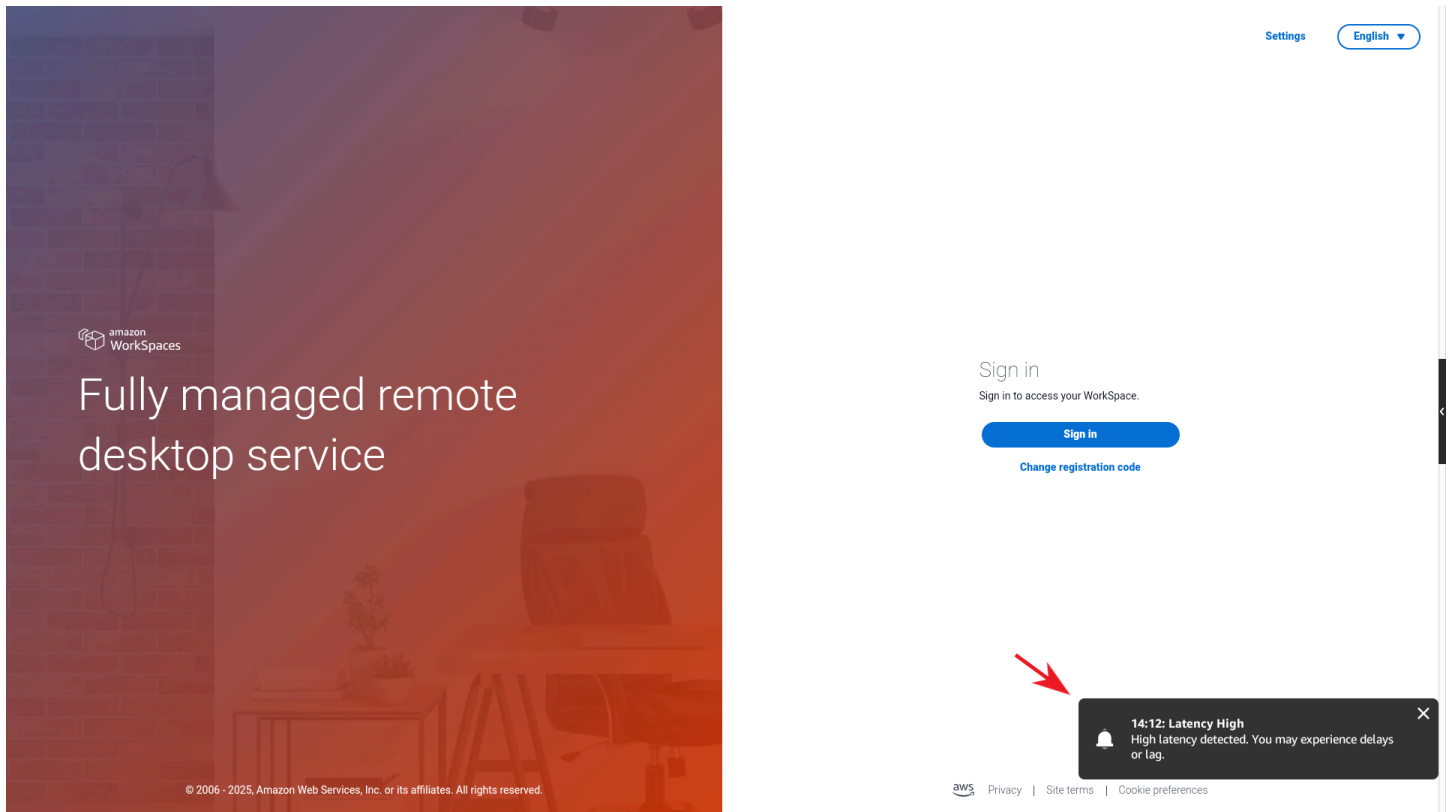 Settings
English
amazon
WorkSpaces
Fully managed remote
desktop service
Sign in
Sign in to access your WorkSpace.
Sign in
Change registration code
14:12: Latency High
High latency detected. You may experience delays
or lag.
© 2006 - 2025, Amazon Web Services, Inc. or its affiliates. All rights reserved.
aws Privacy | Site terms | Cookie preferences